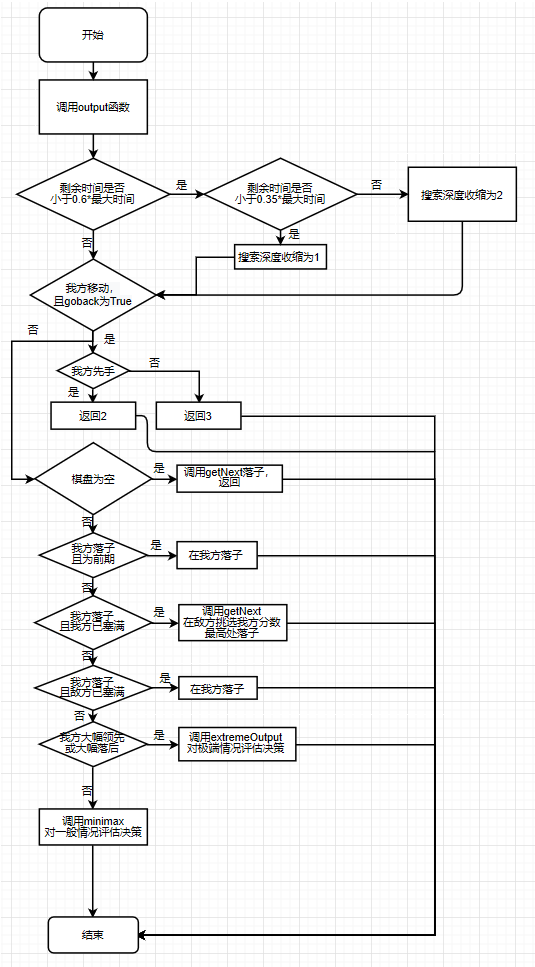 开始
调用output函数
剩余时间是否
小于0.6*最大时间
是
剩余时间是否
小于0.35*最大时间
否
搜索深度收缩为2
是
否
搜索深度收缩为1
我方移动，
且goback为True
否
是
我方先手
否
是
返回2
返回3
棋盘为空
是
调用getNext落子，
返回
否
我方落子
且为前期
是
在我方落子
否
我方落子
且我方已塞满
是
调用getNext
在敌方挑选我方分数
最高处落子
否
我方落子
且敌方已塞满
是
在我方落子
否
我方大幅领先
或大幅落后
是
调用extremeOutput
对极端情况评估决策
否
调用minimax
对一般情况评估决策
结束